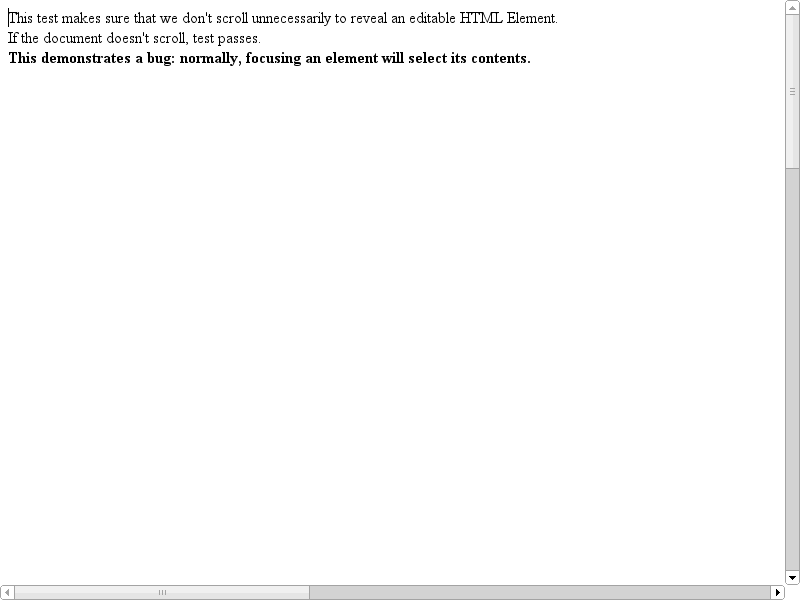 This test makes sure that we don't scroll unnecessarily to reveal an editable HTML Element.
If the document doesn't scroll, test passes.
This demonstrates a bug: normally, focusing an element will select its contents.